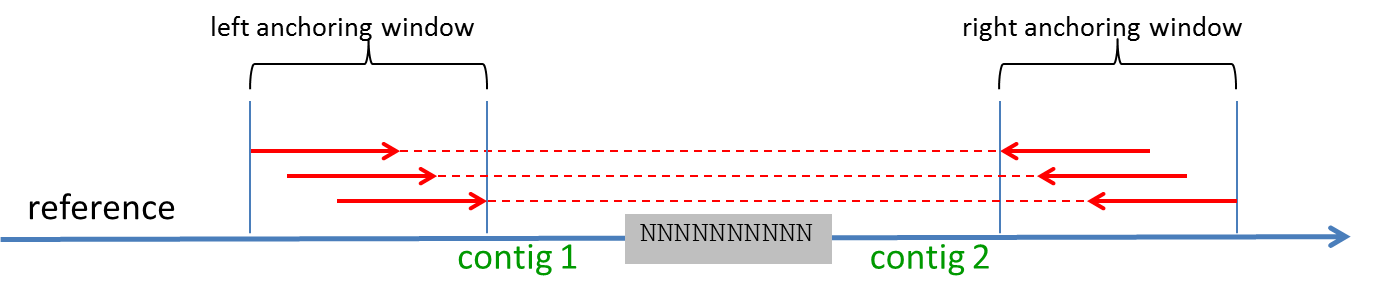 left anchoring window
right anchoring window
reference
NNNNNNNNNN
contig 1
contig 2